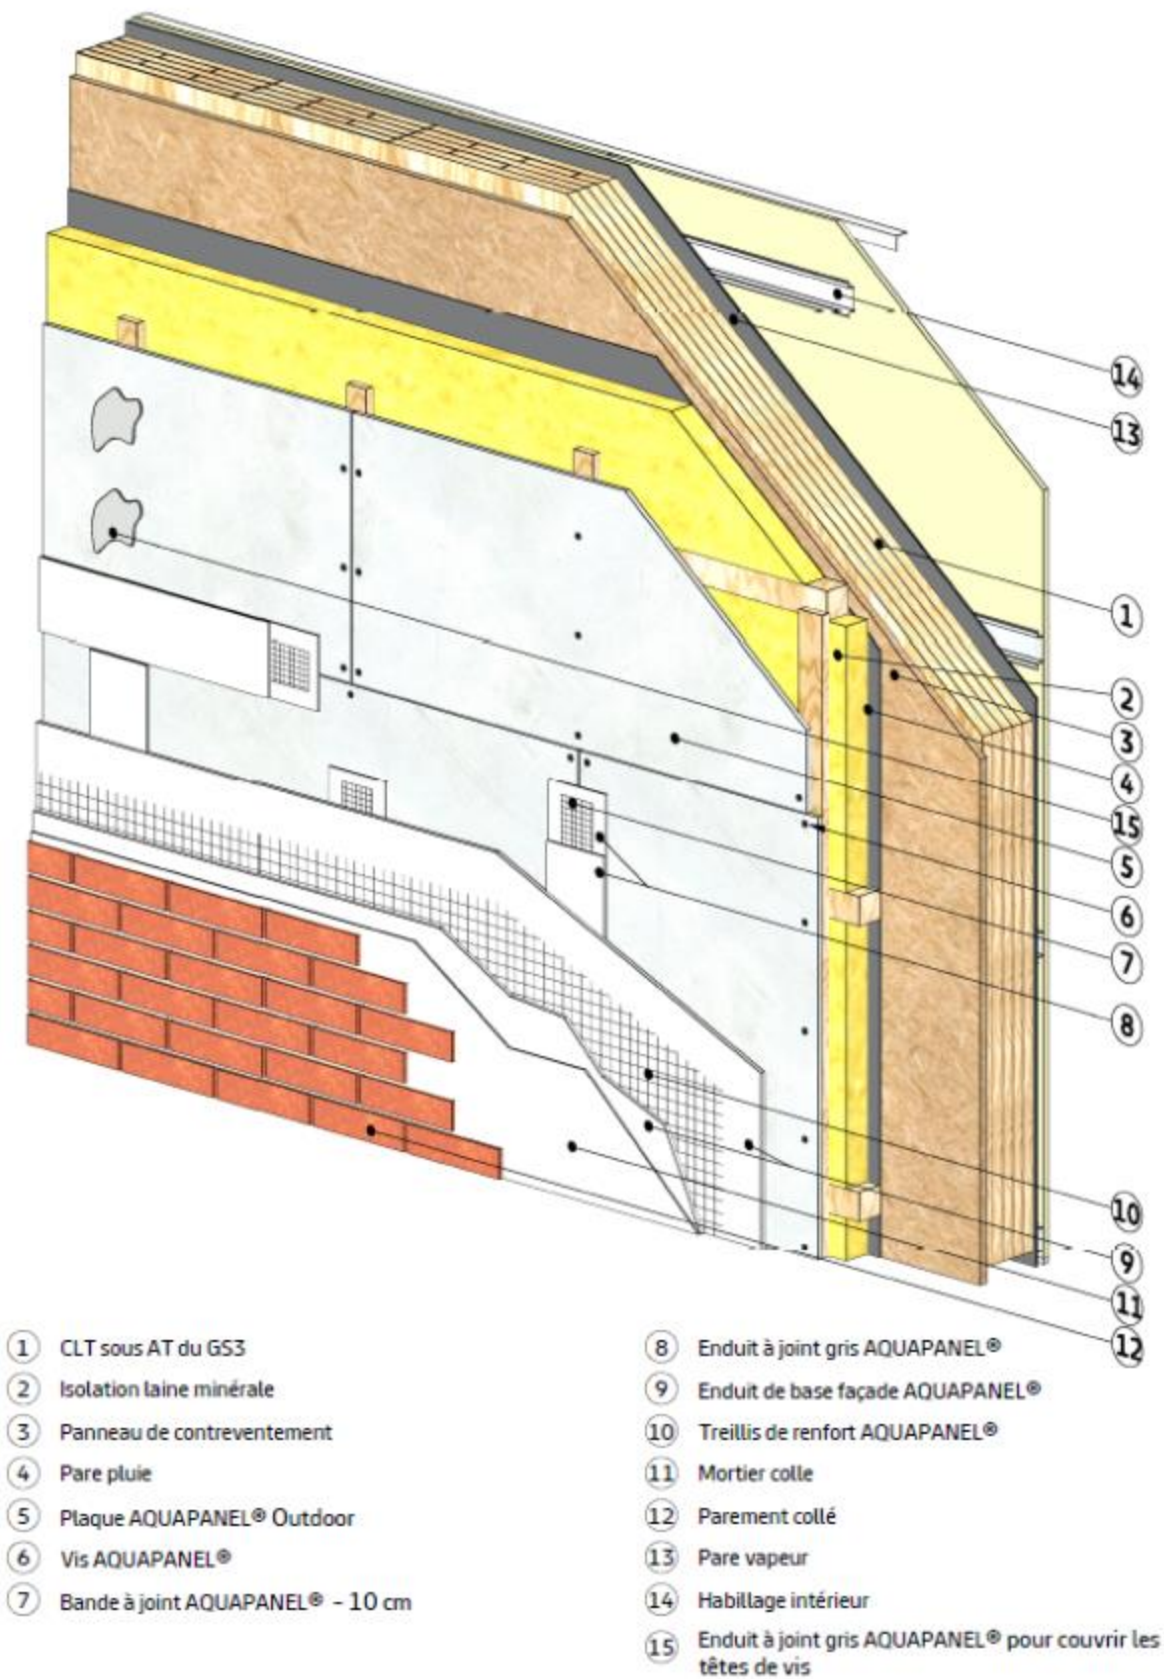 14
13
1
2
3
4
15
5
6
7
8
10
9
11
12
1 CLT sous AT du GS3
2 Isolation laine minérale
3 Panneau de contreventement
4 Pare pluie
5 Plaque AQUAPANEL® Outdoor
6 Vis AQUAPANEL®
7 Bande à joint AQUAPANEL® - 10 cm
8 Enduit à joint gris AQUAPANEL®
9 Enduit de base façade AQUAPANEL®
10 Treillis de renfort AQUAPANEL®
11 Mortier colle
12 Parement collé
13 Pare vapeur
14 Habillage intérieur
15 Enduit à joint gris AQUAPANEL® pour couvrir les
têtes de vis